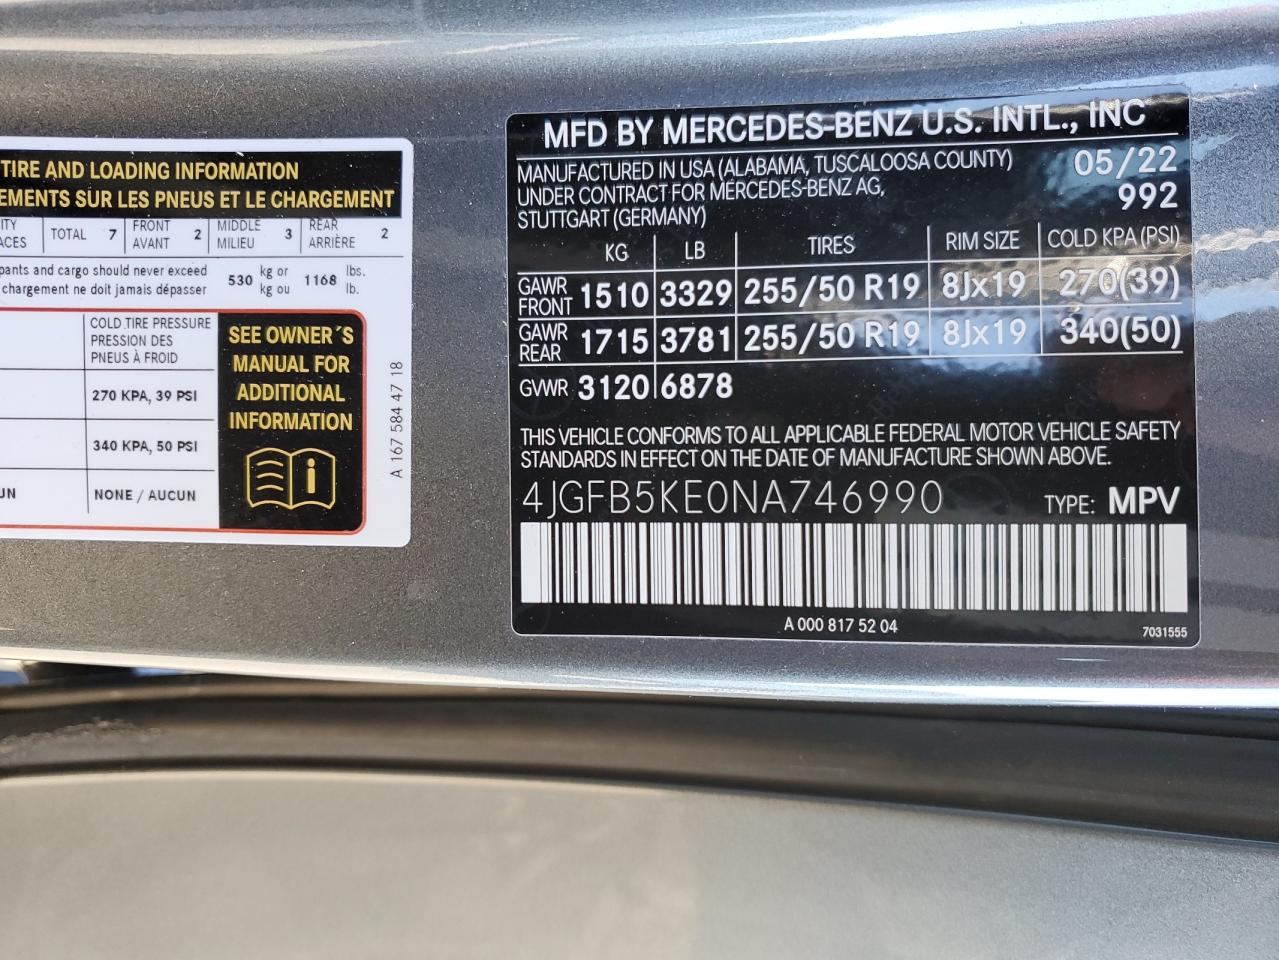 TIRE AND LOADING INFORMATION
EMENTS SUR LES PNEUS ET LE CHARGEMENT
ITY
ACES
TOTAL 7
FRONT
AVANT 2
MIDDLE
MILIEU 3
REAR
ARRIÈRE 2
pants and cargo should never exceed
chargement ne doit jamais dépasser
530 kg or
kg ou
1168 lbs.
lb.
COLD TIRE PRESSURE
PRESSION DES
PNEUS À FROID
270 KPA, 39 PSI
340 KPA, 50 PSI
UN
NONE / AUCUN
SEE OWNER´S
MANUAL FOR
ADDITIONAL
INFORMATION
A 167 584 47 18
MFD BY MERCEDES-BENZ U.S. INTL., INC
MANUFACTURED IN USA (ALABAMA, TUSCALOOSA COUNTY) 05/22
UNDER CONTRACT FOR MERCEDES-BENZ AG, 992
STUTTGART (GERMANY)
KG LB TIRES RIM SIZE COLD KPA (PSI)
GAWR
FRONT 1510 3329 255/50 R19 8Jx19 270(39)
GAWR
REAR 1715 3781 255/50 R19 8Jx19 340(50)
GVWR 3120 6878
THIS VEHICLE CONFORMS TO ALL APPLICABLE FEDERAL MOTOR VEHICLE SAFETY
STANDARDS IN EFFECT ON THE DATE OF MANUFACTURE SHOWN ABOVE.
4JGFB5KE0NA746990 TYPE: MPV
A 000 817 52 04
7031555